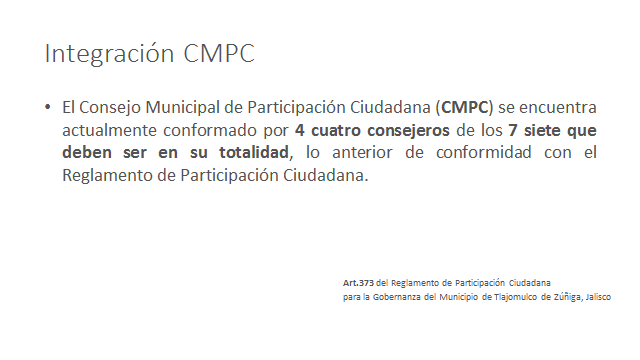 Integración CMPC
• El Consejo Municipal de Participación Ciudadana (CMPC) se encuentra
actualmente conformado por 4 cuatro consejeros de los 7 siete que
deben ser en su totalidad, lo anterior de conformidad con el
Reglamento de Participación Ciudadana.
Art.373 del Reglamento de Participación Ciudadana
para la Gobernanza del Municipio de Tlajomulco de Zúñiga, Jalisco